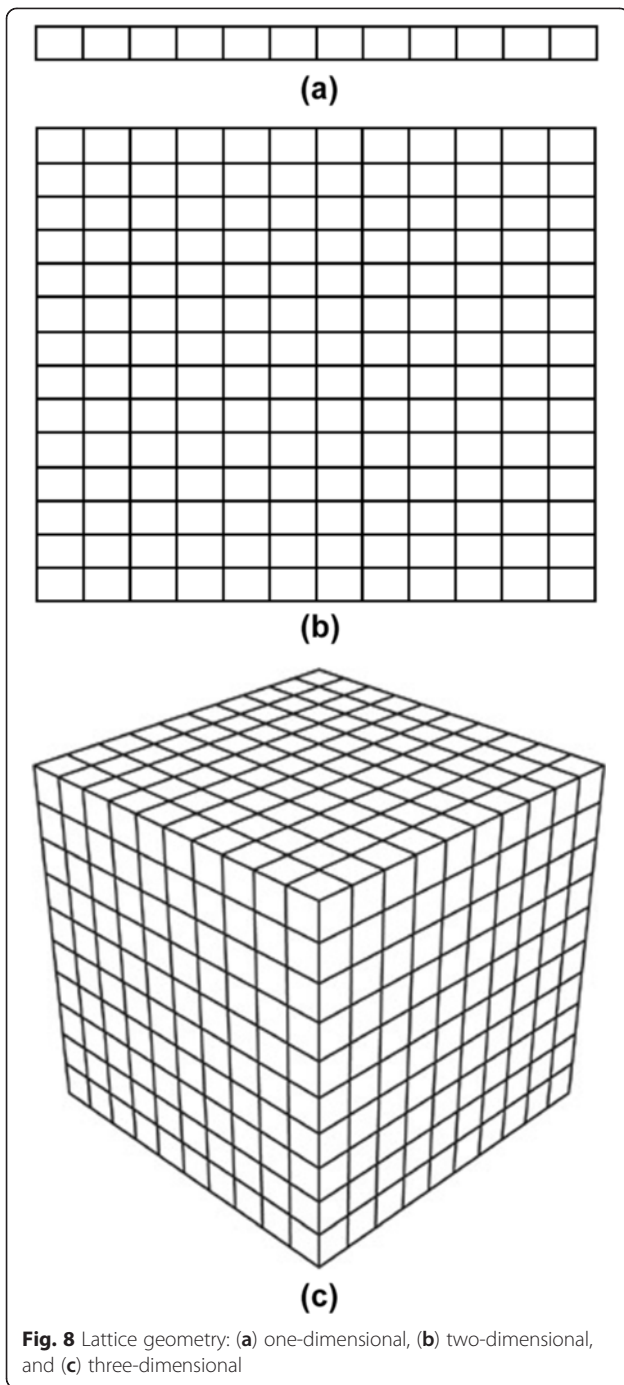 (a)
(b)
(c)
Fig. 8 Lattice geometry: (a) one-dimensional, (b) two-dimensional,
and (c) three-dimensional